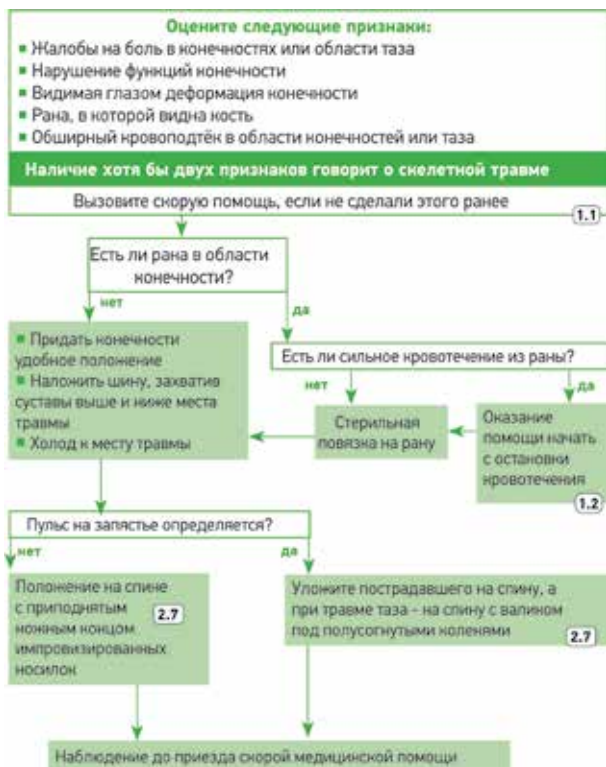 Оцените следующие признаки:
▪ Жалобы на боль в конечностях или области таза
▪ Нарушение функций конечности
▪ Видимая глазом деформация конечности
▪ Рана, в которой видна кость
▪ Обширный кровоподтёк в области конечностей или таза
Наличие хотя бы двух признаков говорит о скелетной травме
Вызовите скорую помощь, если не сделали этого ранее
1.1
Есть ли рана в области
конечности?
нет
да
▪ Придать конечности
удобное положение
▪ Наложить шину, захватив
суставы выше и ниже места
травмы
▪ Холод к месту травмы
Есть ли сильное кровотечение из раны?
нет
да
Стерильная
повязка на рану
Оказание
помощи начать
с остановки
кровотечения
1.2
Пульс на запястье определяется?
нет
да
Положение на спине
с приподнятым
ножным концом
импровизированных
носилок
2.7
Уложите пострадавшего на спину, а
при травме таза - на спину с валиком
под полусогнутыми коленями
2.7
Наблюдение до приезда скорой медицинской помощи